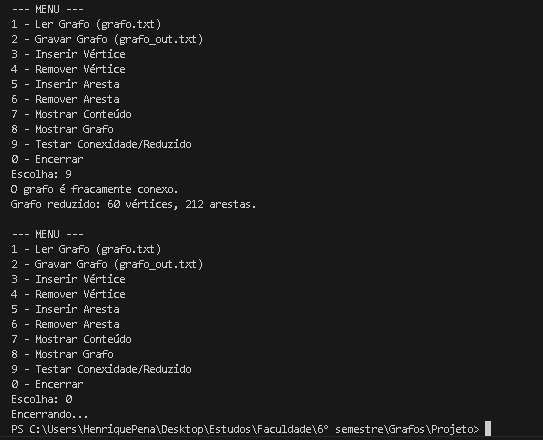 --- MENU ---
1 - Ler Grafo (grafo.txt)
2 - Gravar Grafo (grafo_out.txt)
3 - Inserir Vértice
4 - Remover Vértice
5 - Inserir Aresta
6 - Remover Aresta
7 - Mostrar Conteúdo
8 - Mostrar Grafo
9 - Testar Conexidade/Reduzido
0 - Encerrar
Escolha: 9
O grafo é fracamente conexo.
Grafo reduzido: 60 vértices, 212 arestas.
--- MENU ---
1 - Ler Grafo (grafo.txt)
2 - Gravar Grafo (grafo_out.txt)
3 - Inserir Vértice
4 - Remover Vértice
5 - Inserir Aresta
6 - Remover Aresta
7 - Mostrar Conteúdo
8 - Mostrar Grafo
9 - Testar Conexidade/Reduzido
0 - Encerrar
Escolha: 0
Encerrando...
PS C:\Users\HenriquePena\Desktop\Estudos\Faculdade\6º semestre\Grafos\Projeto>